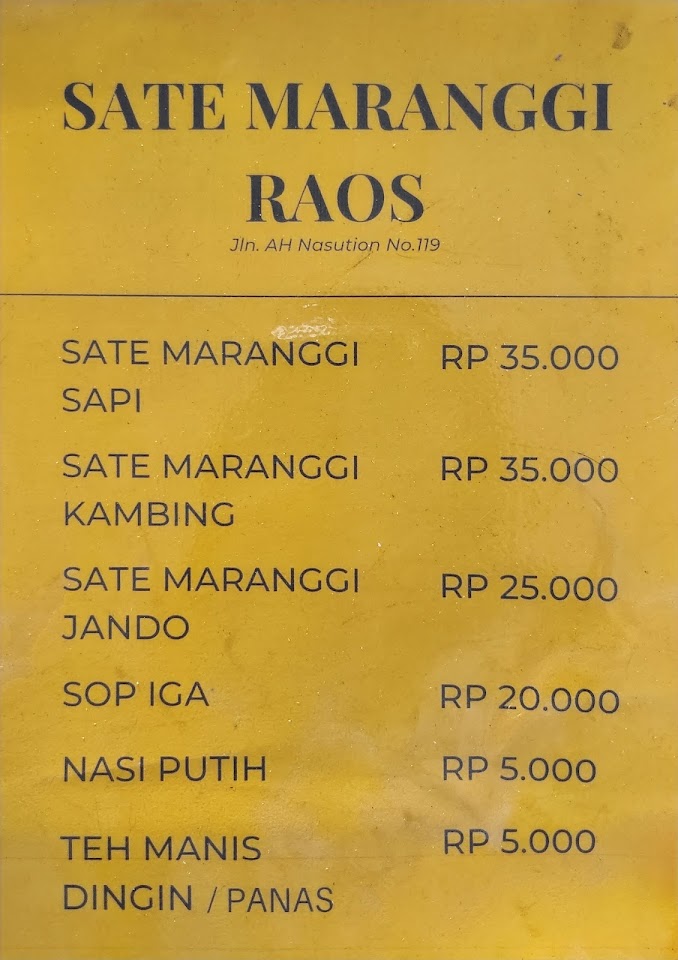 SATE MARANGGI
RAOS
Jln. AH Nasution No.119
SATE MARANGGI RP 35.000
SAPI
SATE MARANGGI RP 35.000
KAMBING
SATE MARANGGI RP 25.000
JANDO
SOP IGA RP 20.000
NASI PUTIH RP 5.000
TEH MANIS RP 5.000
DINGIN / PANAS